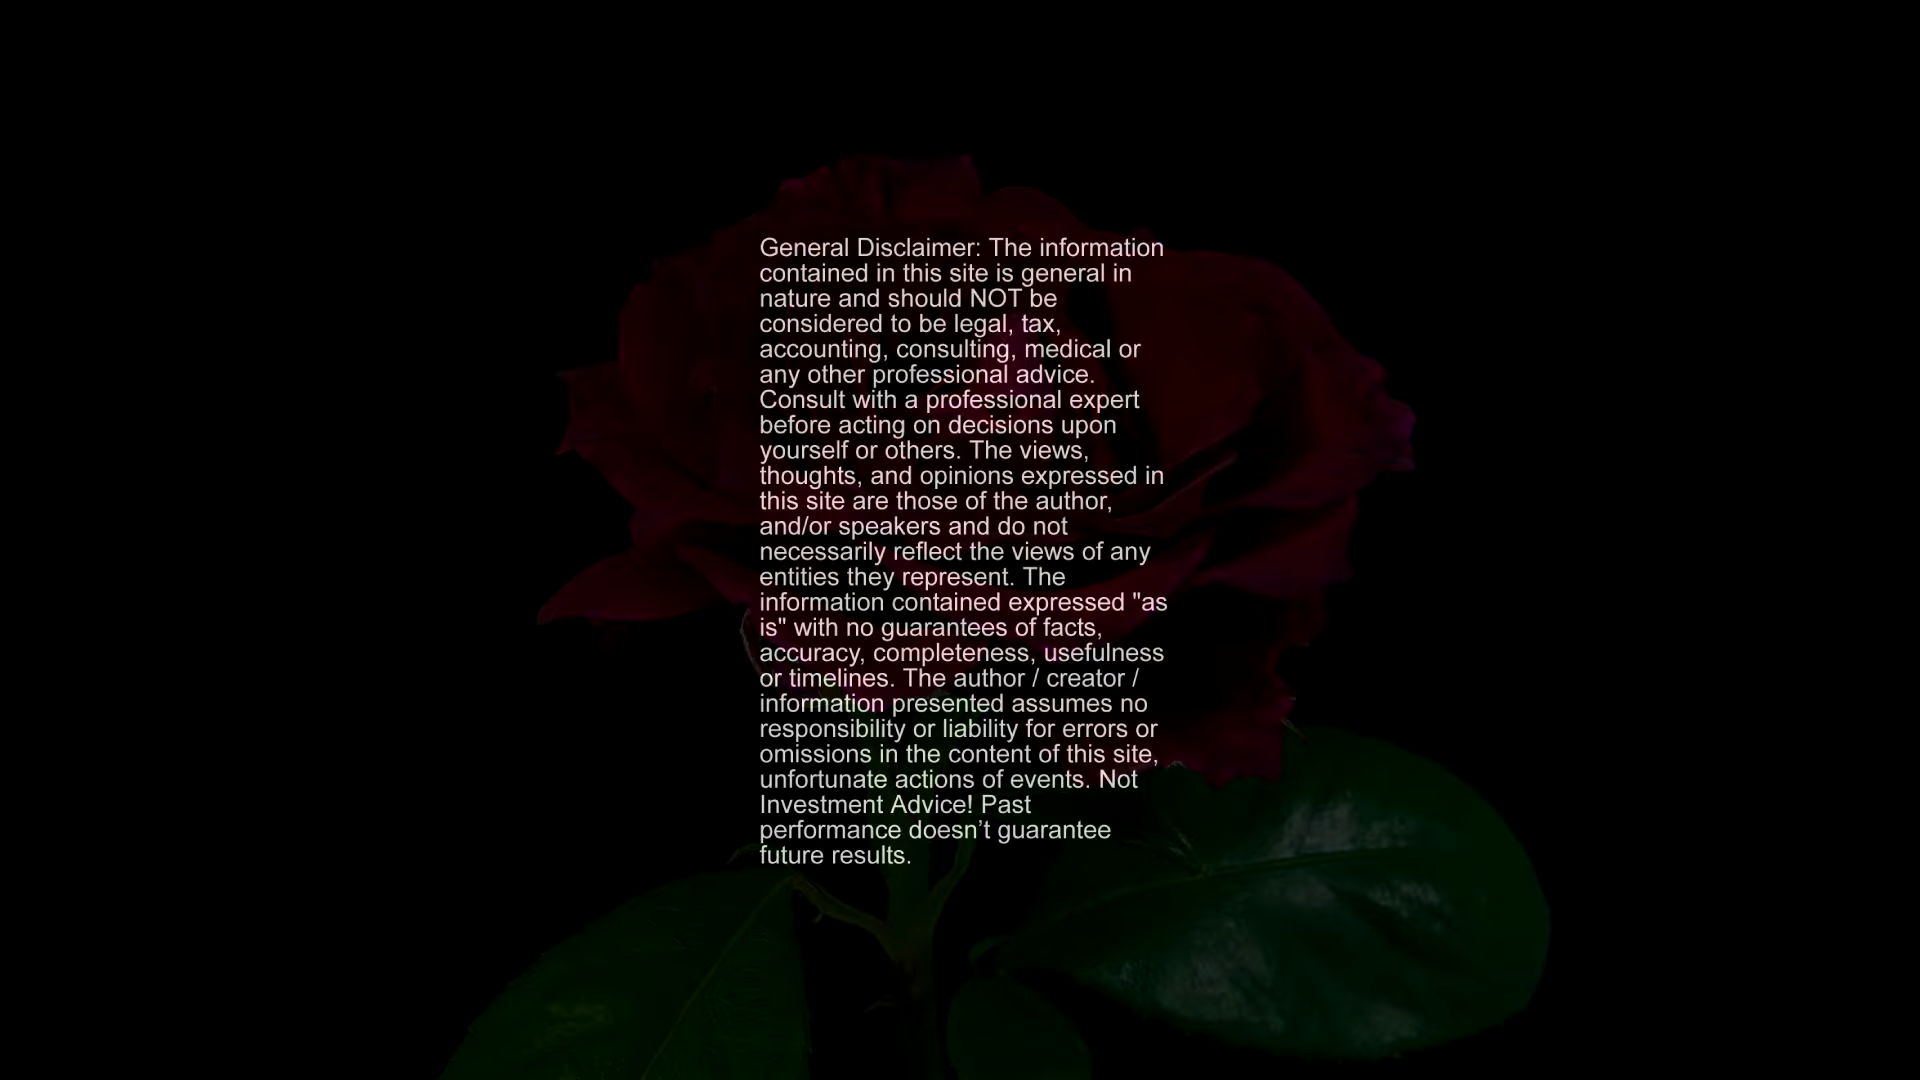 General Disclaimer: The information
contained in this site is general in
nature and should NOT be
considered to be legal, tax,
accounting, consulting, medical or
any other professional advice.
Consult with a professional expert
before acting on decisions upon
yourself or others. The views,
thoughts, and opinions expressed in
this site are those of the author,
and/or speakers and do not
necessarily reflect the views of any
entities they represent. The
information contained expressed "as
is" with no guarantees of facts,
accuracy, completeness, usefulness
or timelines. The author / creator /
information presented assumes no
responsibility or liability for errors or
omissions in the content of this site,
unfortunate actions of events. Not
Investment Advice! Past
performance doesn’t guarantee
future results.